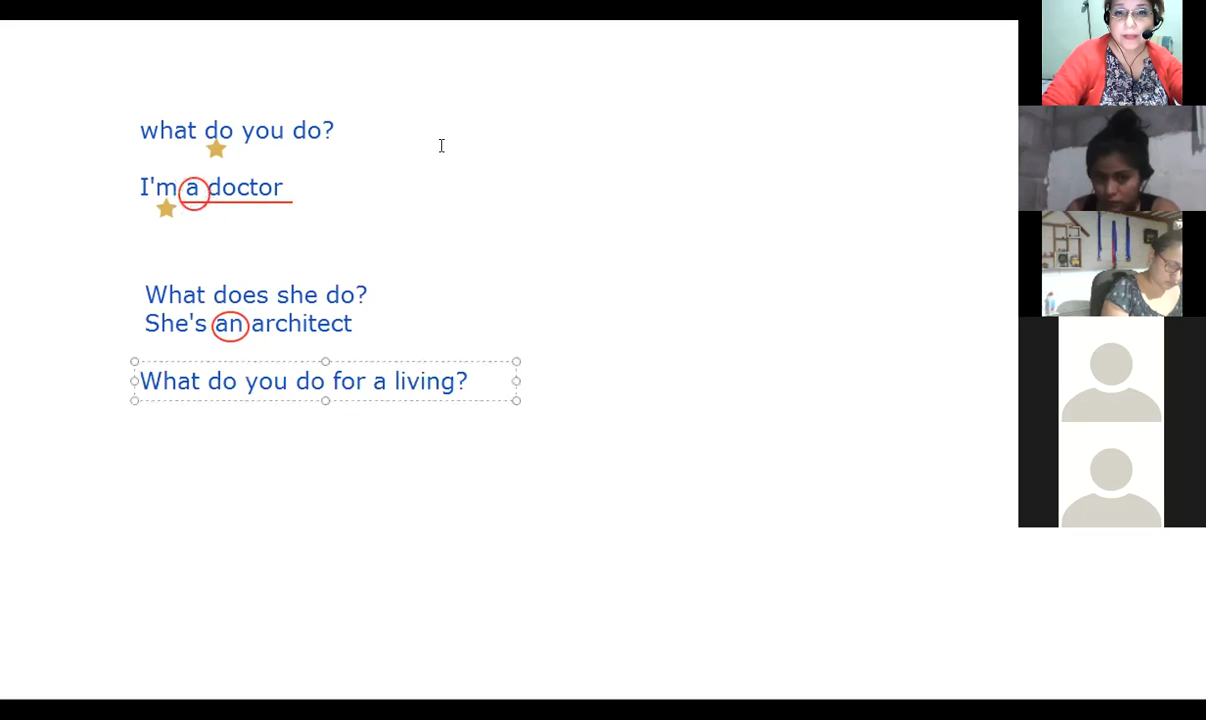 what do you do?
I'm a doctor
What does she do?
She's an architect
What do you do for a living?